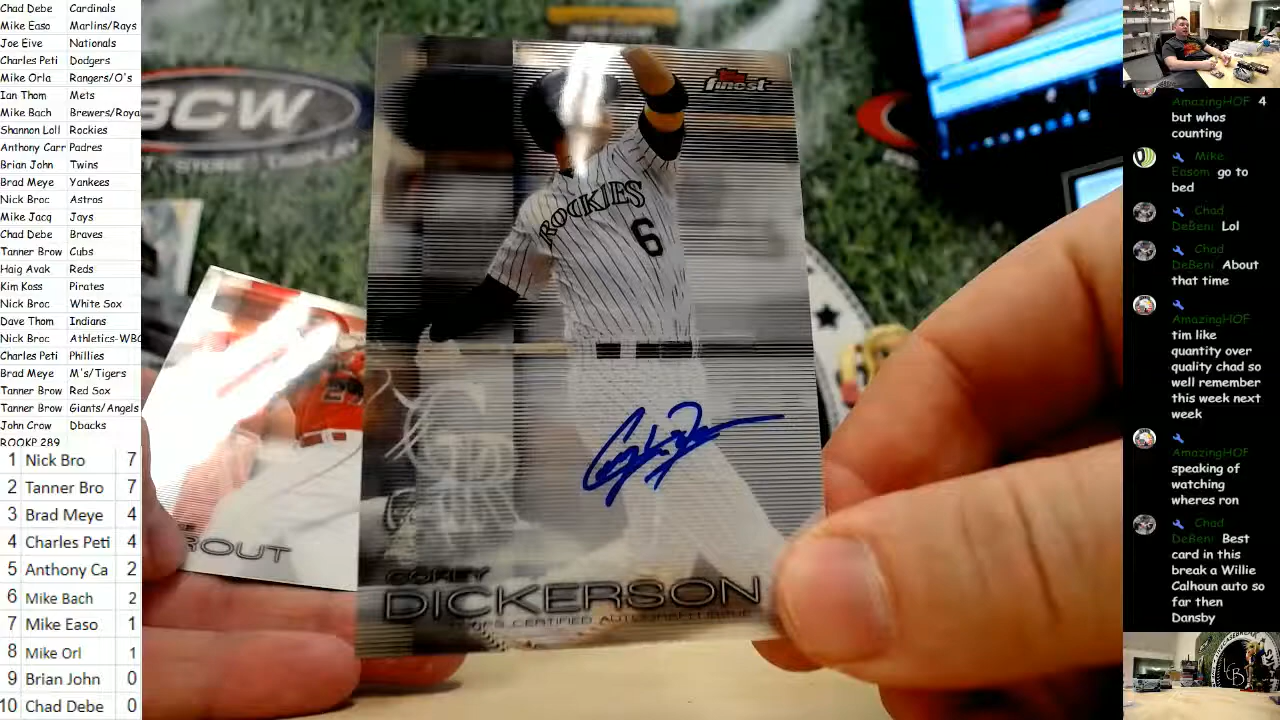 Chad Debe Cardinals
Mike Easo Marlins/Rays
Joe Eive Nationals
Charles Peti Dodgers
Mike Orla Rangers/O's
Ian Tom Mets
Mike Bach
Shannon Loll Rockies
Anthony Carr Padres
Brian John Twins
Brad Meye Yankees
Nick Broc Astros
Mike Jacq Jays
Chad Debe Braves
Tanner Brow Cubs
Haig Avak Reds
Kim Koss Pirates
Nick Broc White Sox
Dave Thom Indians
Nick Broc Athletics-WBC
Charles Peti Phillies
Brad Meye M's/Tigers
Tanner Brow Red Sox
Tanner Brow Giants/Angels
John Crow Dbacks
1 Nick Bro 7
2 Tanner Bro 7
3 Brad Meye 4
4 Charles Peti 4
5 Anthony Ca 2
6 Mike Bach 2
7 Mike Easo 1
8 Mike Orl 1
9 Brian John 0
10 Chad Debe 0
BCW
Topps
finest
ROCKIES
6
COREY
DICKERSON
TOPPS CERTIFIED AUTOGRAPH ISSUE
ROUT
AmazingHOF 4
but whos
counting
Mike
Easom go to
bed
Chad
DeBeni Lol
Chad
DeBeni About
that time
AmazingHOF
tim like
quantity over
quality chad so
well remember
this week next
week
AmazingHOF
speaking of
watching
wheres ron
Chad
DeBeni Best
card in this
break a Willie
Calhoun auto so
far then
Dansby